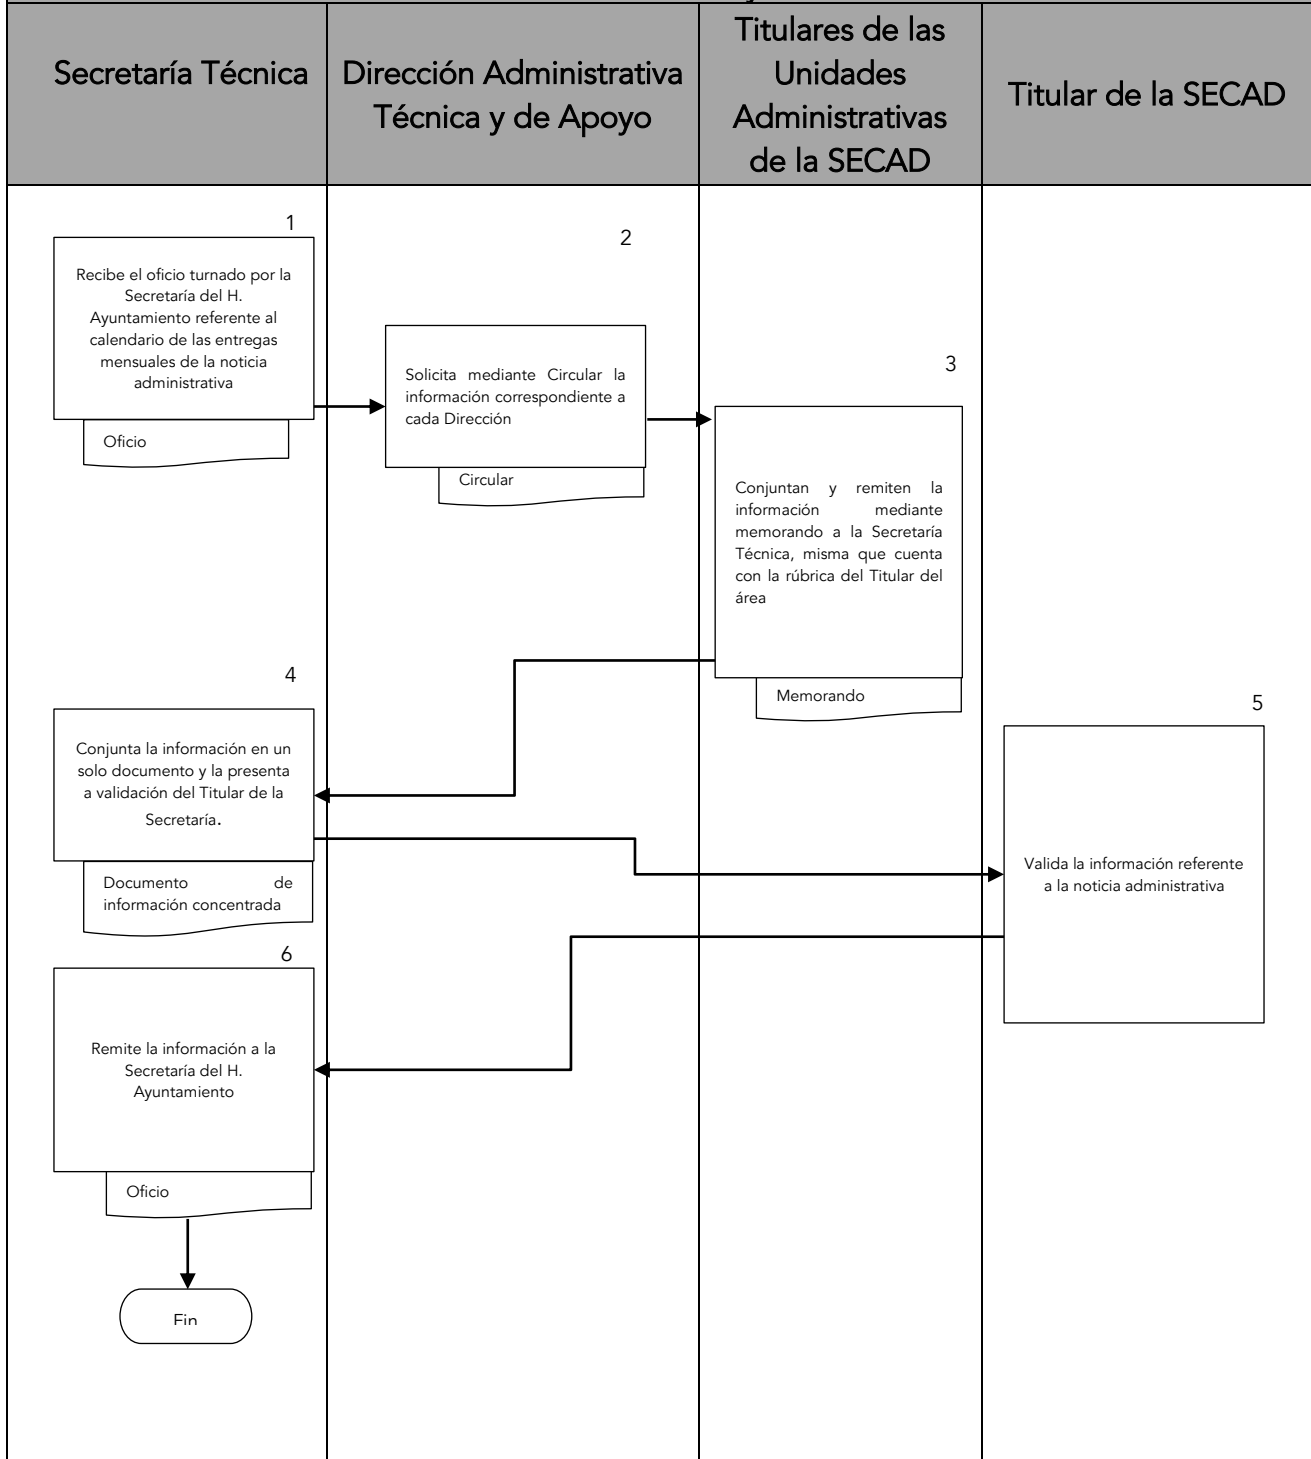 Secretaría Técnica
Dirección Administrativa
Técnica y de Apoyo
Titulares de las
Unidades
Administrativas
de la SECAD
Titular de la SECAD
1
Recibe el oficio turnado por la
Secretaría del H.
Ayuntamiento referente al
calendario de las entregas
mensuales de la noticia
administrativa
Oficio
2
Solicita mediante Circular la
información correspondiente a
cada Dirección
Circular
3
Conjuntan y remiten la
información mediante
memorando a la Secretaría
Técnica, misma que cuenta
con la rúbrica del Titular del
área
Memorando
4
Conjunta la información en un
solo documento y la presenta
a validación del Titular de la
Secretaría.
Documento de
información concentrada
5
Valida la información referente
a la noticia administrativa
6
Remite la información a la
Secretaría del H.
Ayuntamiento
Oficio
Fin